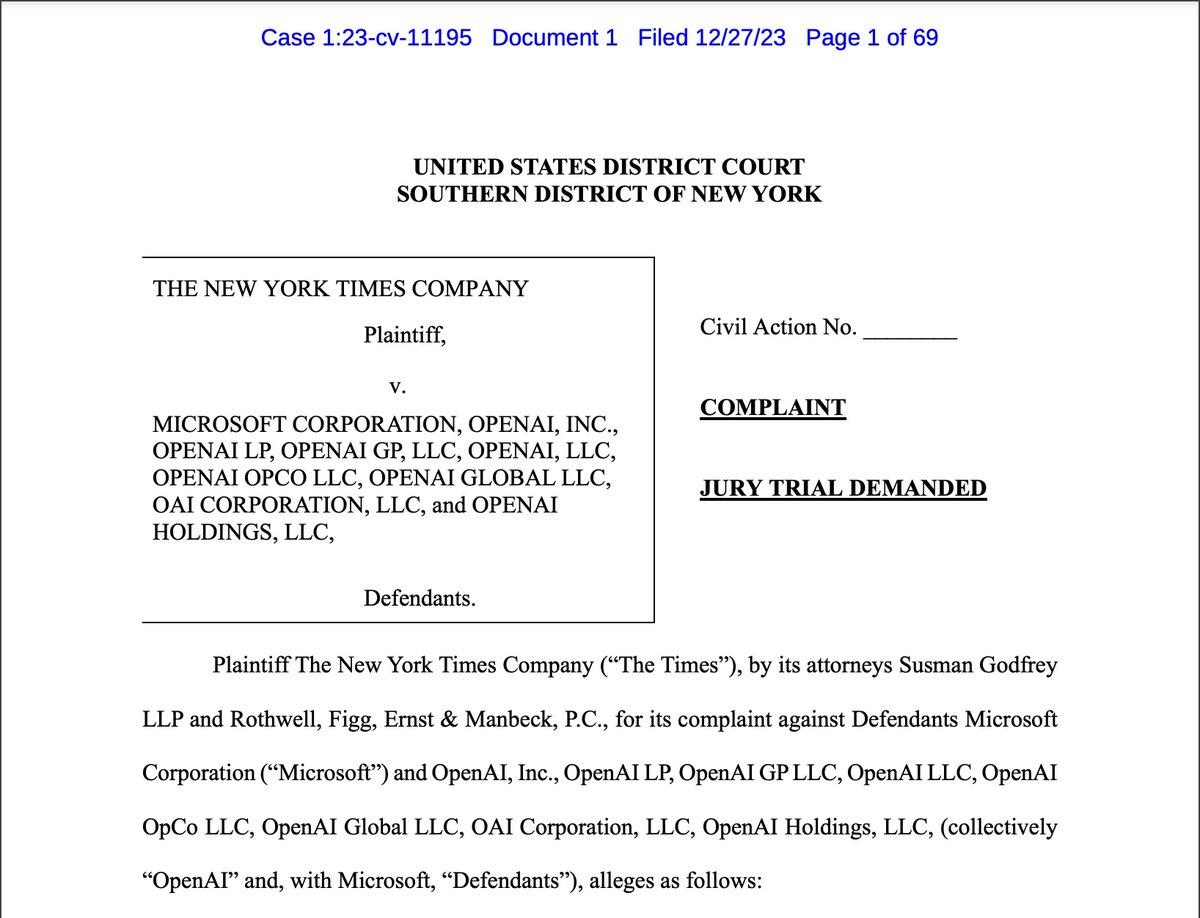 Case 1:23-cv-11195 Document 1 Filed 12/27/23 Page 1 of 69
UNITED STATES DISTRICT COURT
SOUTHERN DISTRICT OF NEW YORK
THE NEW YORK TIMES COMPANY
Plaintiff,
v.
MICROSOFT CORPORATION, OPENAI, INC.,
OPENAI LP, OPENAI GP, LLC, OPENAI, LLC,
OPENAI OPCO LLC, OPENAI GLOBAL LLC,
OAI CORPORATION, LLC, and OPENAI
HOLDINGS, LLC,
Defendants.
Civil Action No. ________
COMPLAINT
JURY TRIAL DEMANDED
Plaintiff The New York Times Company (“The Times”), by its attorneys Susman Godfrey
LLP and Rothwell, Figg, Ernst & Manbeck, P.C., for its complaint against Defendants Microsoft
Corporation (“Microsoft”) and OpenAI, Inc., OpenAI LP, OpenAI GP LLC, OpenAI LLC, OpenAI
OpCo LLC, OpenAI Global LLC, OAI Corporation, LLC, OpenAI Holdings, LLC, (collectively
“OpenAI” and, with Microsoft, “Defendants”), alleges as follows: